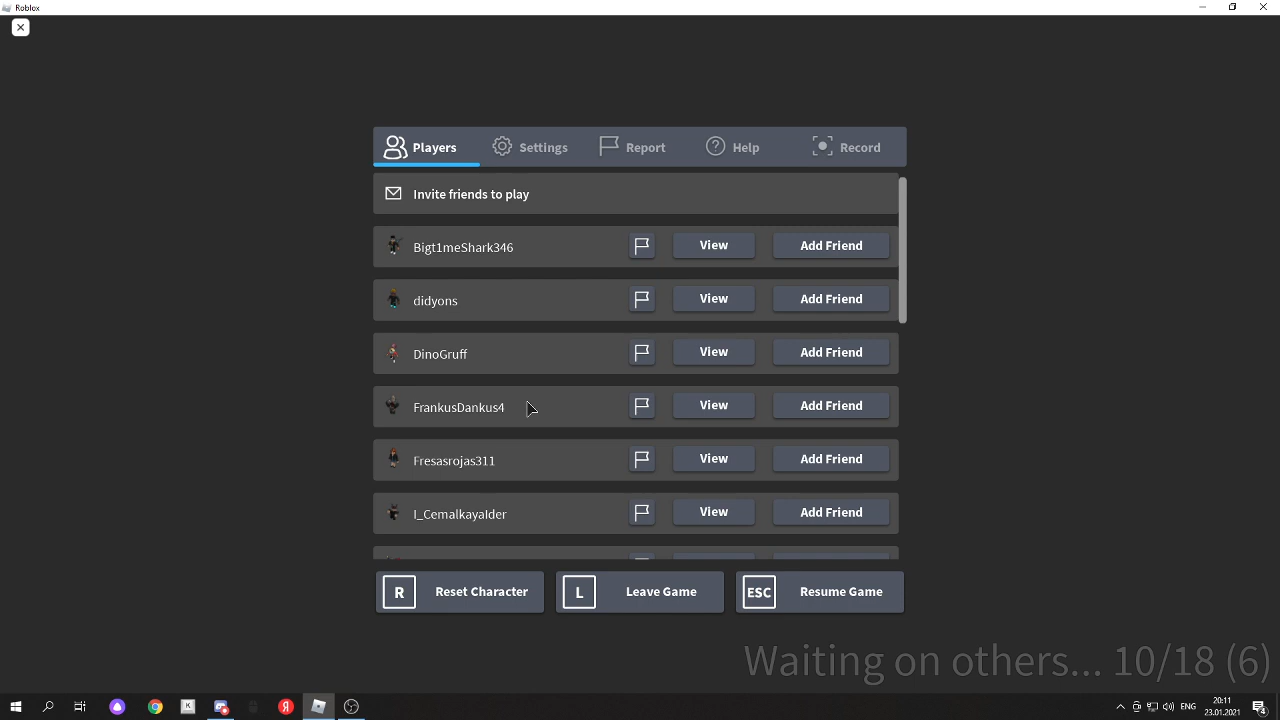 Roblox
Players Settings Report Help Record
Invite friends to play
Bigt1meShark346 View Add Friend
didyons View Add Friend
DinoGruff View Add Friend
FrankusDankus4 View Add Friend
Fresasrojas311 View Add Friend
I_CemalkayaIder View Add Friend
R Reset Character L Leave Game ESC Resume Game
Waiting on others... 10/18 (6)
K Я ENG 20:11
23.01.2021 4